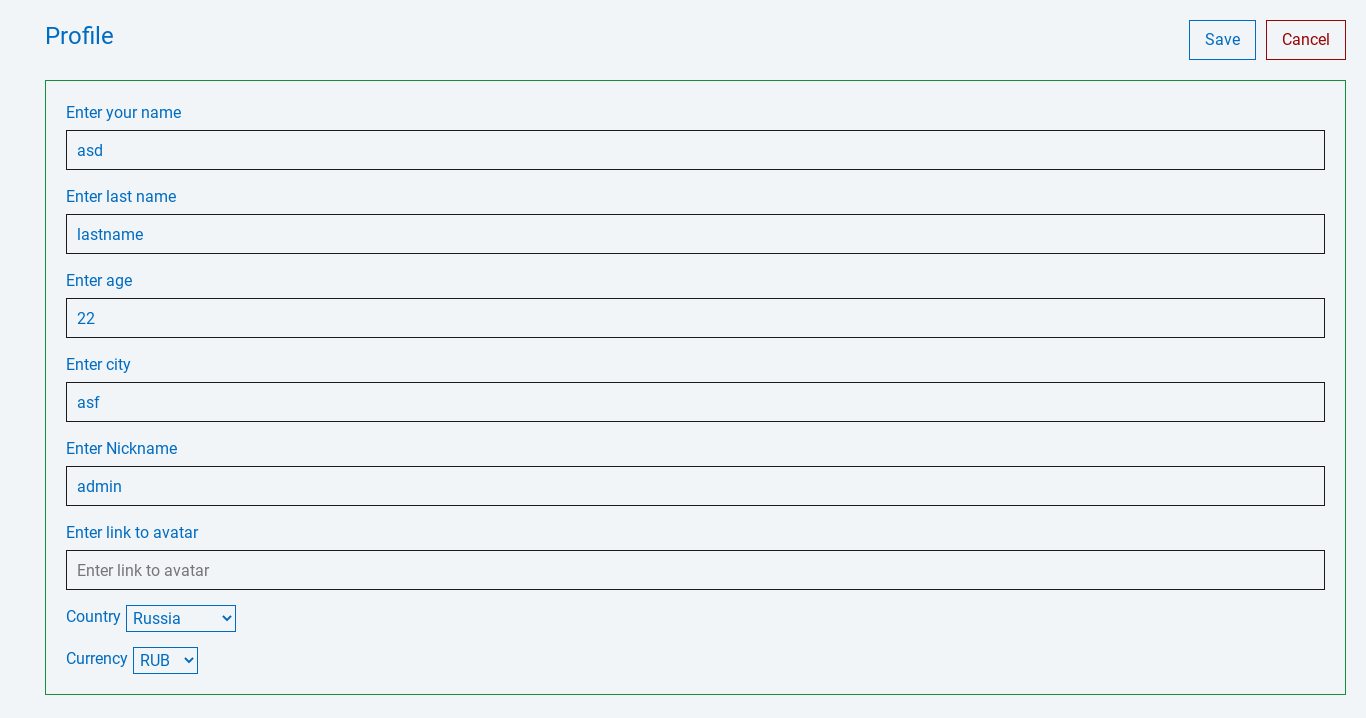 Profile
Save Cancel
Enter your name
asd
Enter last name
lastname
Enter age
22
Enter city
asf
Enter Nickname
admin
Enter link to avatar
Enter link to avatar
Country Russia
Currency RUB